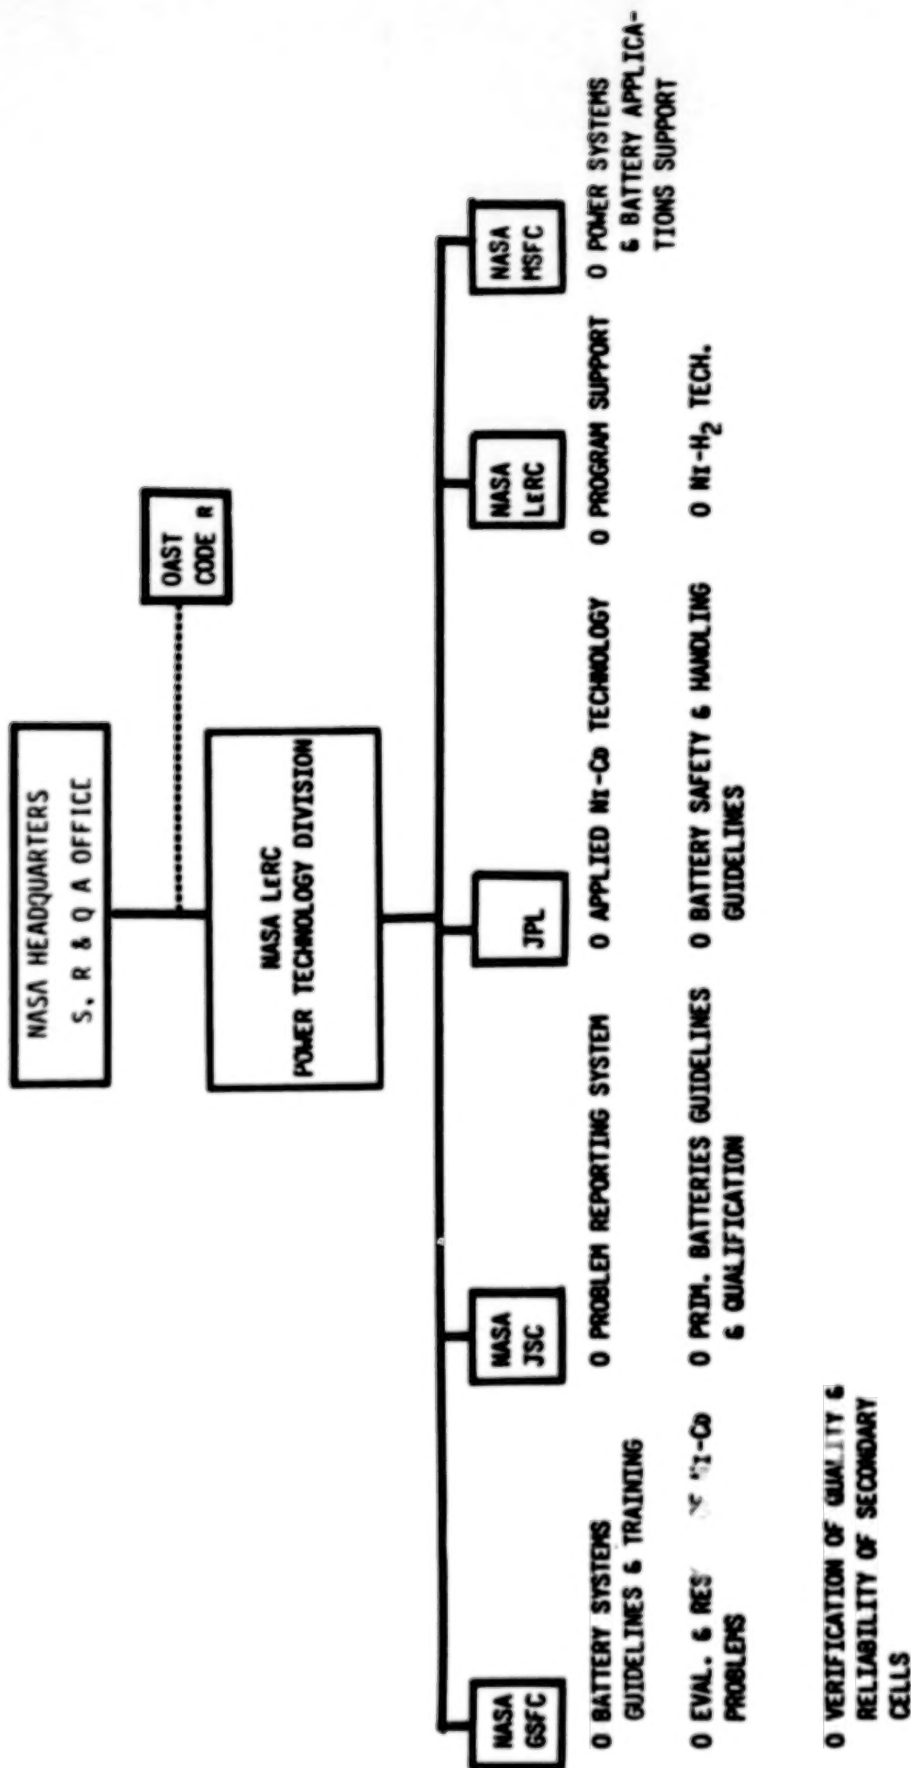 NASA HEADQUARTERS
S, R & Q A OFFICE
OAST
CODE R
NASA LeRC
POWER TECHNOLOGY DIVISION
NASA
GSFC
O BATTERY SYSTEMS
GUIDELINES & TRAINING
O EVAL. & OF Ni-CD
PROBLEMS
O VERIFICATION OF QUALITY &
RELIABILITY OF SECONDARY
CELLS
NASA
JSC
O PROBLEM REPORTING SYSTEM
O PRIM. BATTERIES GUIDELINES
& QUALIFICATION
JPL
O APPLIED NI-CD TECHNOLOGY
O BATTERY SAFETY & HANDLING
GUIDELINES
NASA
LeRC
O PROGRAM SUPPORT
O NI-H₂ TECH.
NASA
MSFC
O POWER SYSTEMS
& BATTERY APPLICA-
TIONS SUPPORT